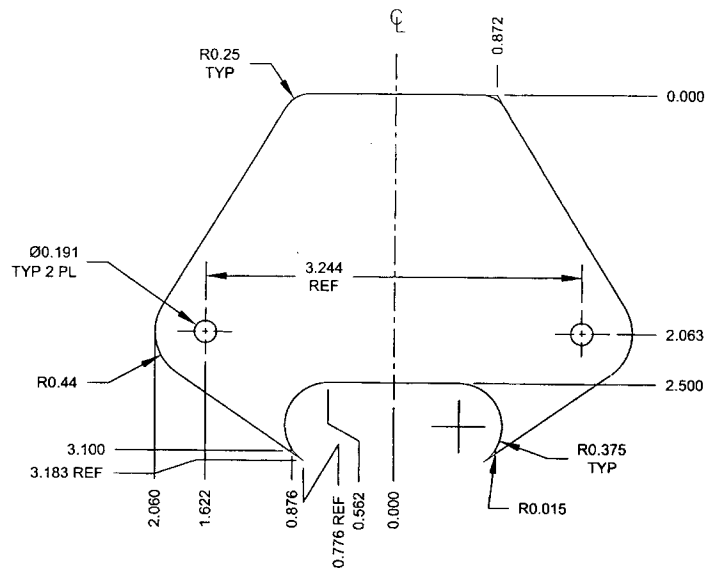 ℄
0.872
R0.25
TYP
0.000
Ø0.191
TYP 2 PL
3.244
REF
2.063
R0.44
2.500
3.100
3.183 REF
R0.375
TYP
R0.015
2.060
1.622
0.876
0.776 REF
0.562
0.000